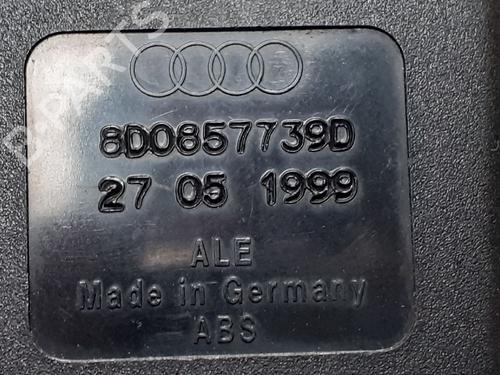 8D0857739D
27 05 1999
ALE
Made in Germany
ABS
B-PARTS